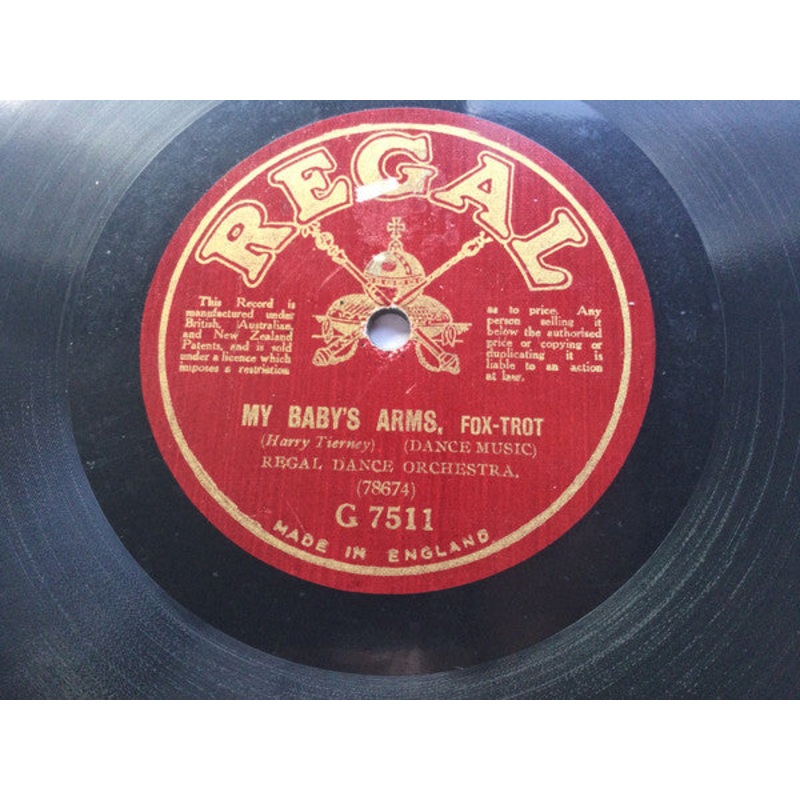 REGAL
This Record is
manufactured under
British, Australian,
and New Zealand
Patents, and is sold
under a licence which
imposes a restriction
as to price. Any
person selling it
below the authorised
price or copying or
duplicating it is
liable to an action
at law.
MY BABY'S ARMS, FOX-TROT
(Harry Tierney) (DANCE MUSIC)
REGAL DANCE ORCHESTRA.
(78674)
G 7511
MADE IN ENGLAND